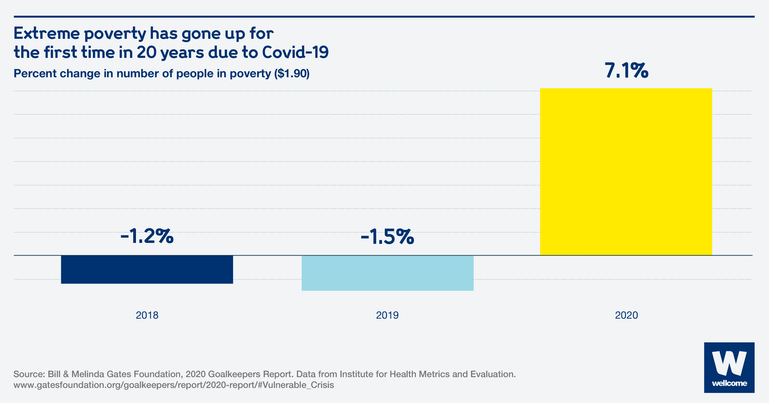 Extreme poverty has gone up for
the first time in 20 years due to Covid-19
Percent change in number of people in poverty ($1.90)
7.1%
-1.2%
-1.5%
2018
2019
2020
Source: Bill & Melinda Gates Foundation, 2020 Goalkeepers Report. Data from Institute for Health Metrics and Evaluation.
www.gatesfoundation.org/goalkeepers/report/2020-report/#Vulnerable_Crisis
W
wellcome